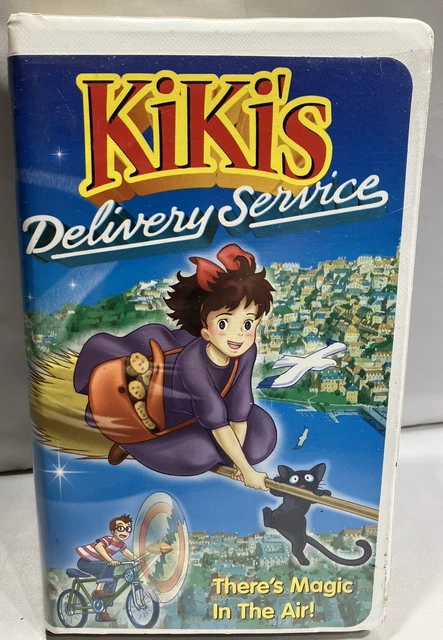 KiKi's
Delivery Service
There's Magic
In The Air!